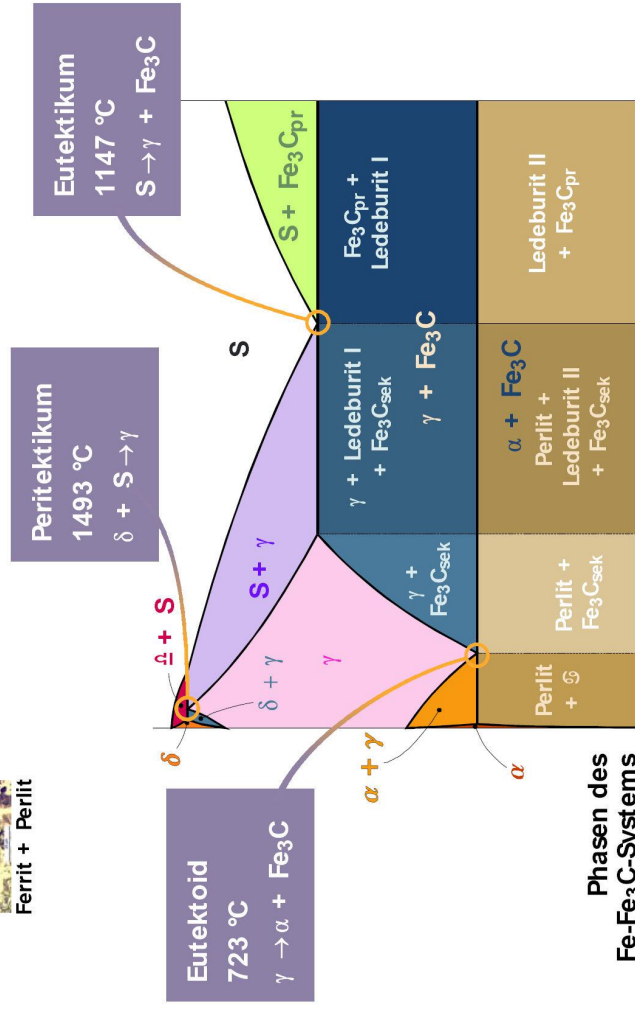 Eutektikum
1147 °C
S → γ + Fe₃C
Peritektikum
1493 °C
δ + S → γ
Eutektoid
723 °C
γ → α + Fe₃C
Ferrit + Perlit
S
Ω + S
δ
δ + γ
S + γ
S + Fe₃Cpr
γ
α + γ
α
γ +
Fe₃Csek
γ + Ledeburit I
+ Fe₃Csek
γ + Fe₃C
Fe₃Cpr +
Ledeburit I
Perlit
+
Perlit +
Fe₃Csek
α + Fe₃C
Perlit +
Ledeburit II
+ Fe₃Csek
Ledeburit II
+ Fe₃Cpr
Phasen des
Fe-Fe₃C-Systems